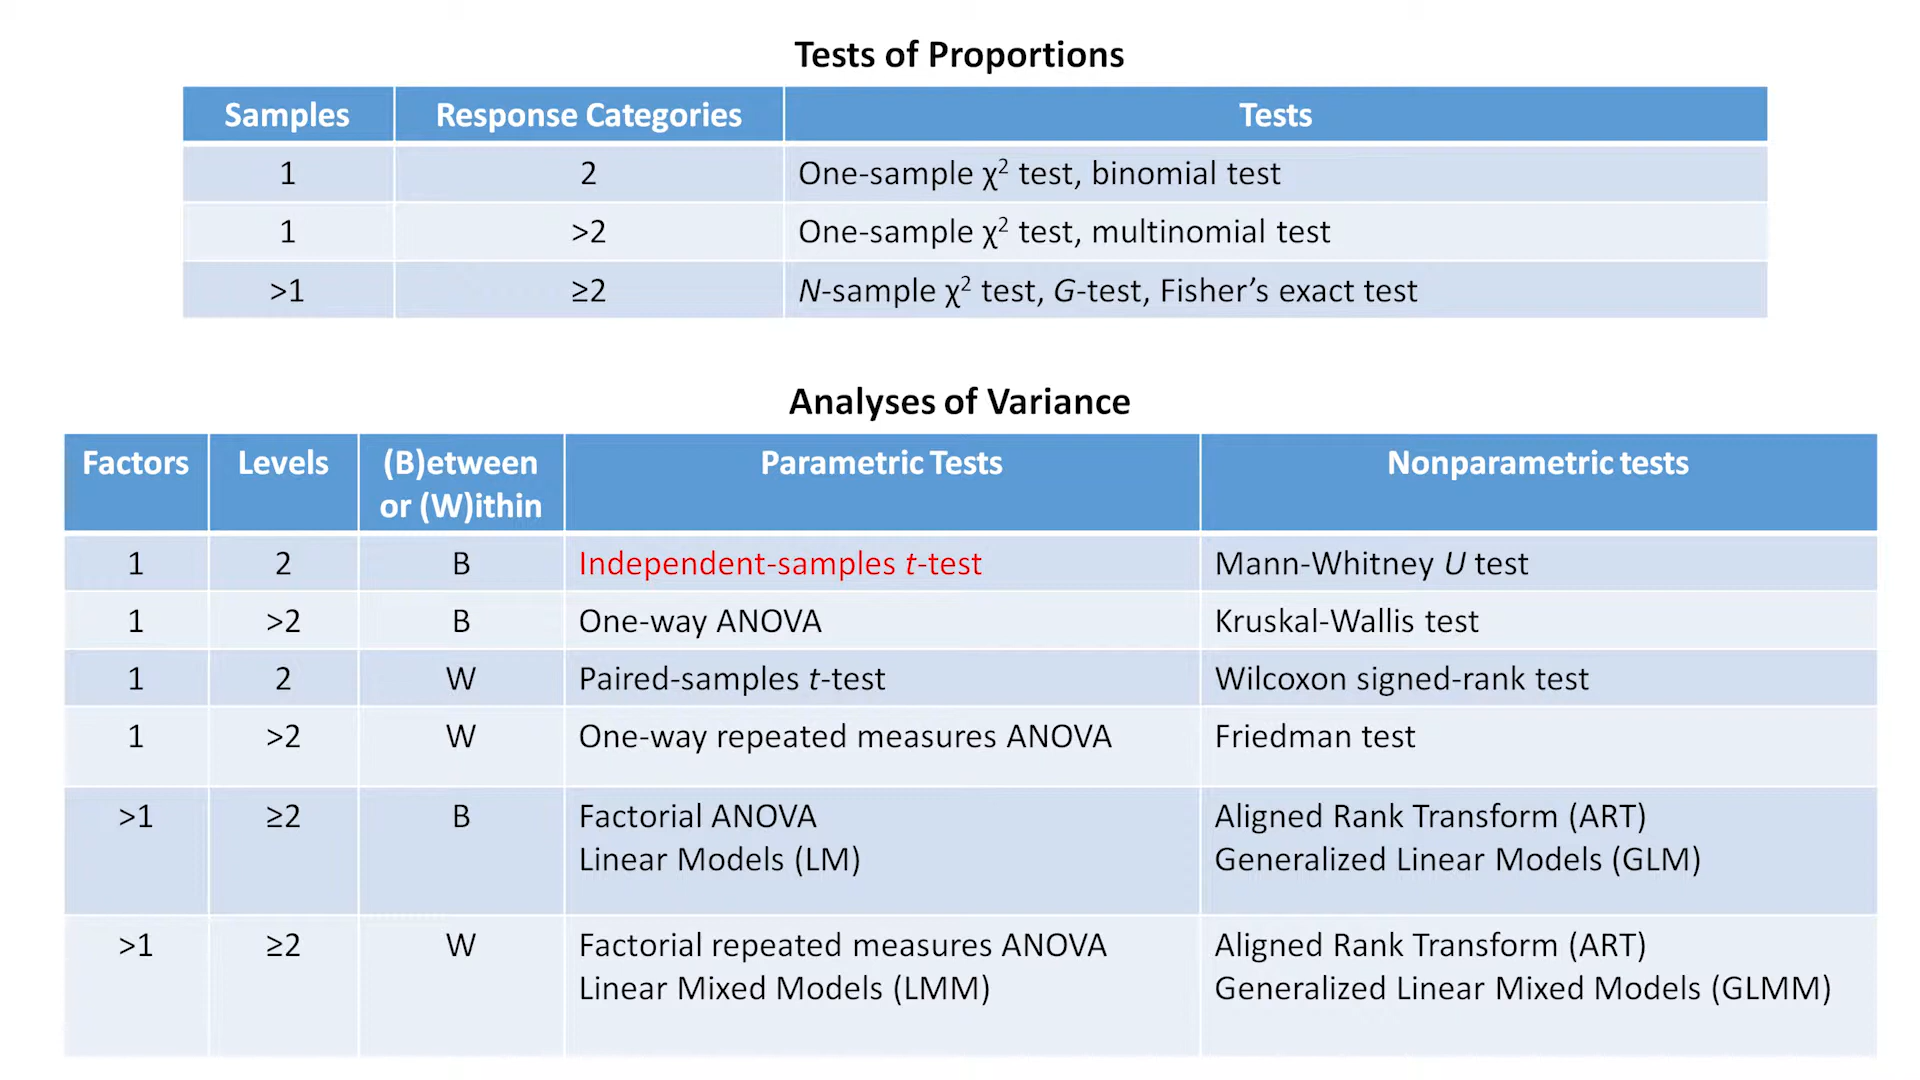 Tests of Proportions
Samples Response Categories Tests
1 2 One-sample χ² test, binomial test
1 >2 One-sample χ² test, multinomial test
>1 ≥2 N-sample χ² test, G-test, Fisher’s exact test
Analyses of Variance
Factors Levels (B)etween Parametric Tests Nonparametric tests
or (W)ithin
1 2 B Independent-samples t-test Mann-Whitney U test
1 >2 B One-way ANOVA Kruskal-Wallis test
1 2 W Paired-samples t-test Wilcoxon signed-rank test
1 >2 W One-way repeated measures ANOVA Friedman test
>1 ≥2 B Factorial ANOVA Aligned Rank Transform (ART)
Linear Models (LM) Generalized Linear Models (GLM)
>1 ≥2 W Factorial repeated measures ANOVA Aligned Rank Transform (ART)
Linear Mixed Models (LMM) Generalized Linear Mixed Models (GLMM)